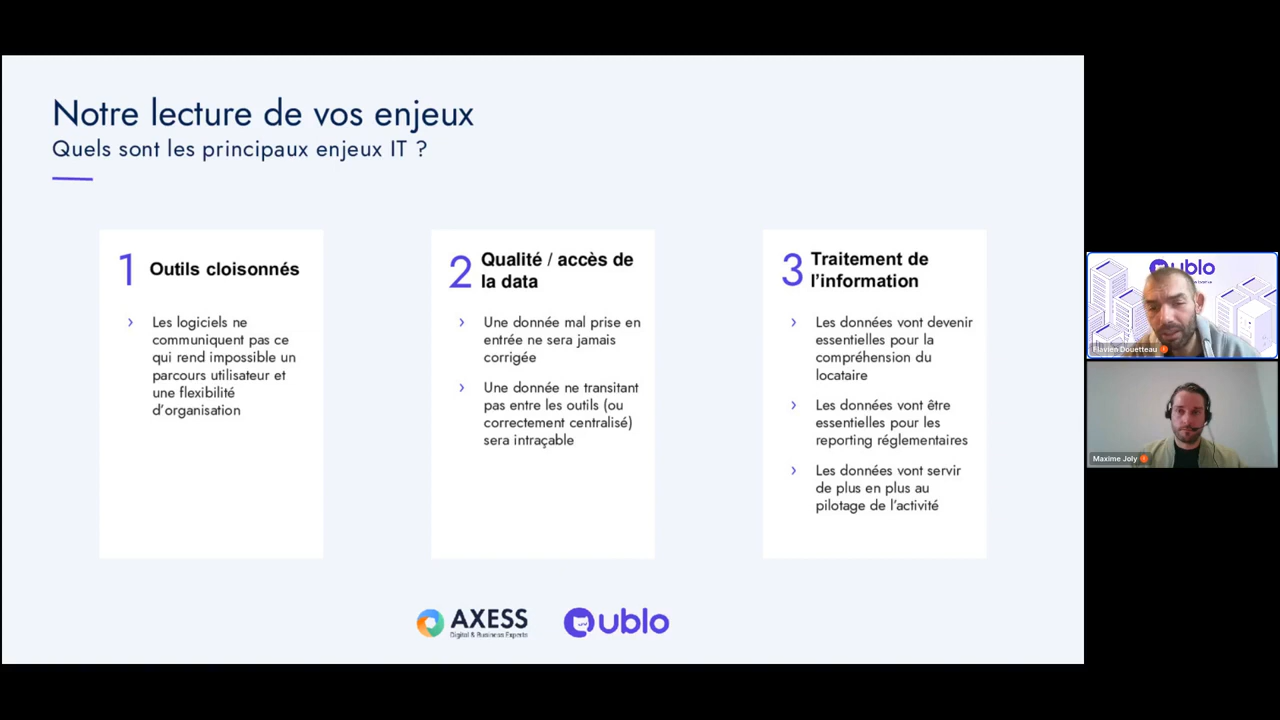 Notre lecture de vos enjeux
Quels sont les principaux enjeux IT ?
1 Outils cloisonnés
› Les logiciels ne
communiquent pas ce
qui rend impossible un
parcours utilisateur et
une flexibilité
d'organisation
2 Qualité / accès de
la data
› Une donnée mal prise en
entrée ne sera jamais
corrigée
› Une donnée ne transitant
pas entre les outils (ou
correctement centralisé)
sera intraçable
3 Traitement de
l'information
› Les données vont devenir
essentielles pour la
compréhension du
locataire
› Les données vont être
essentielles pour les
reporting réglementaires
› Les données vont servir
de plus en plus au
pilotage de l'activité
AXESS
Digital & Business Experts
ublo
ublo
Flavien Douetteau
Maxime Joly